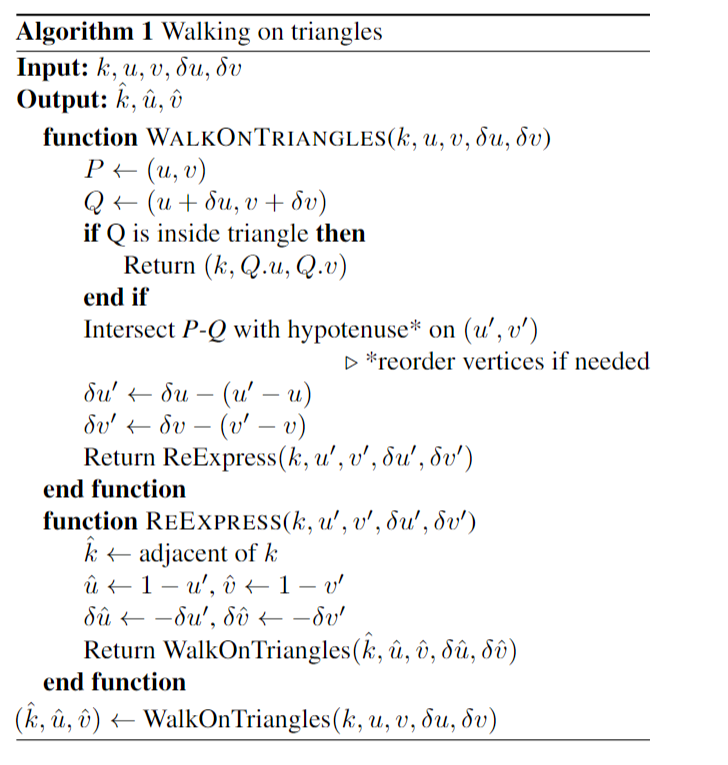 Algorithm 1 Walking on triangles
Input: k, u, v, δu, δv
Output: k̂, û, v̂
function WALKONTRIANGLES(k, u, v, δu, δv)
P ← (u, v)
Q ← (u + δu, v + δv)
if Q is inside triangle then
Return (k, Q.u, Q.v)
end if
Intersect P-Q with hypotenuse* on (u′, v′)
▷ *reorder vertices if needed
δu′ ← δu − (u′ − u)
δv′ ← δv − (v′ − v)
Return ReExpress(k, u′, v′, δu′, δv′)
end function
function REEXPRESS(k, u′, v′, δu′, δv′)
k̂ ← adjacent of k
û ← 1 − u′, v̂ ← 1 − v′
δû ← −δu′, δv̂ ← −δv′
Return WalkOnTriangles(k̂, û, v̂, δû, δv̂)
end function
(k̂, û, v̂) ← WalkOnTriangles(k, u, v, δu, δv)